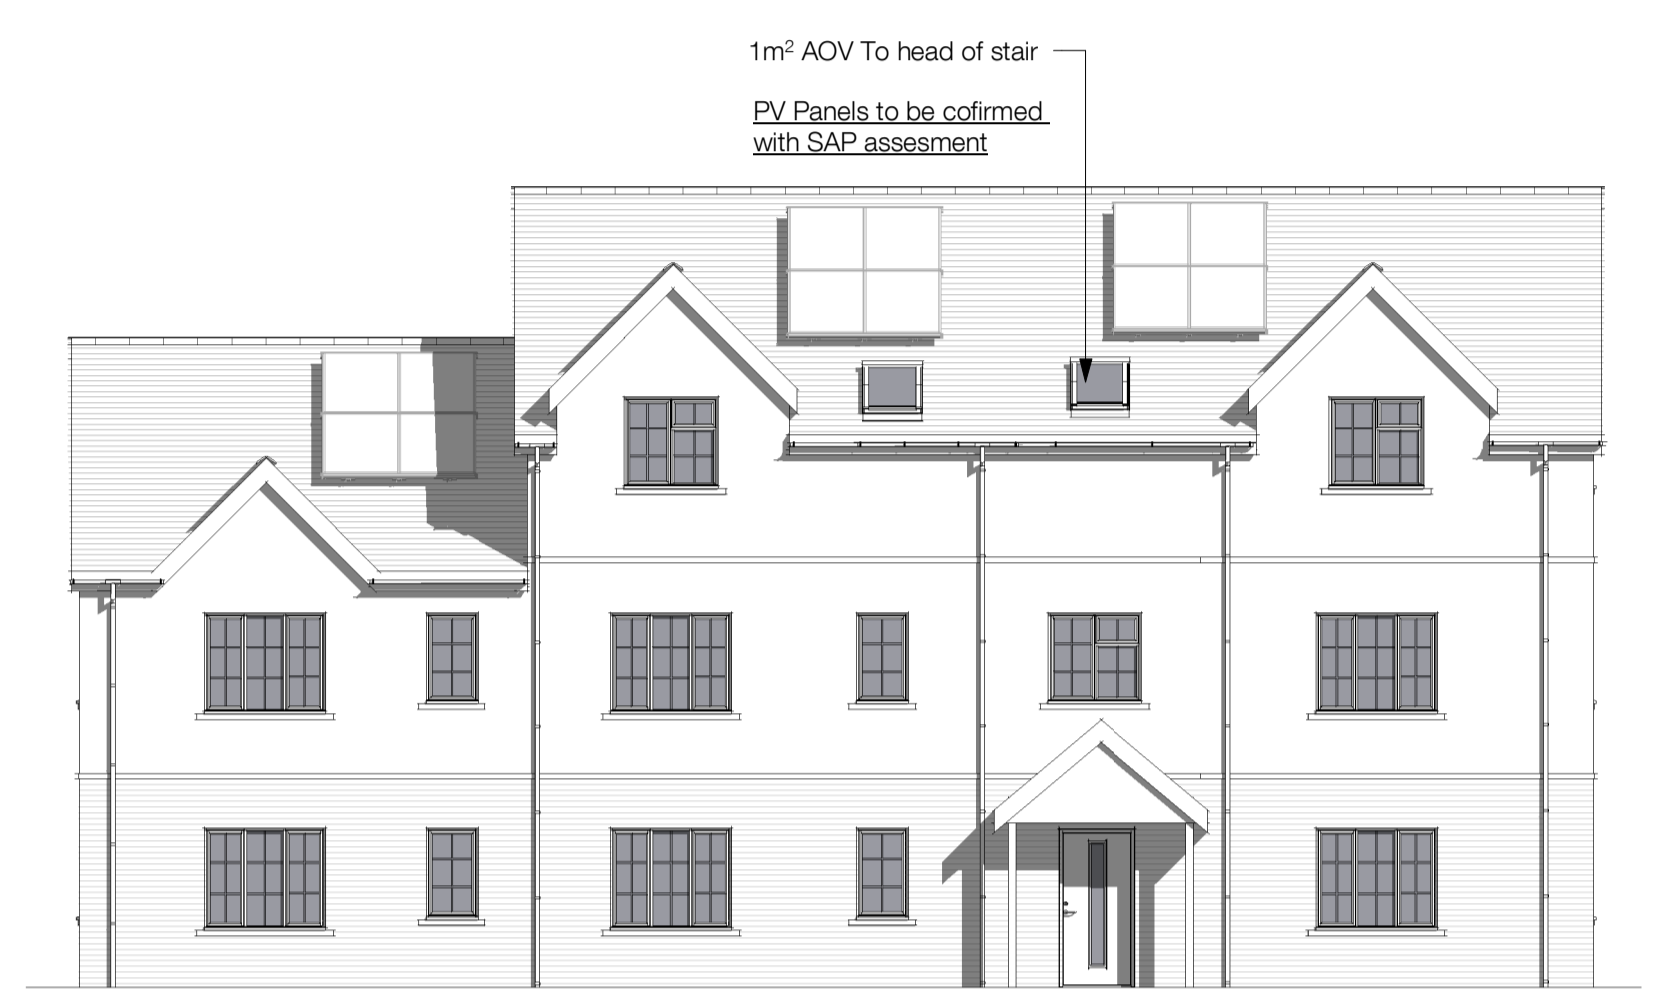 1m² AOV To head of stair
PV Panels to be cofirmed
with SAP assesment